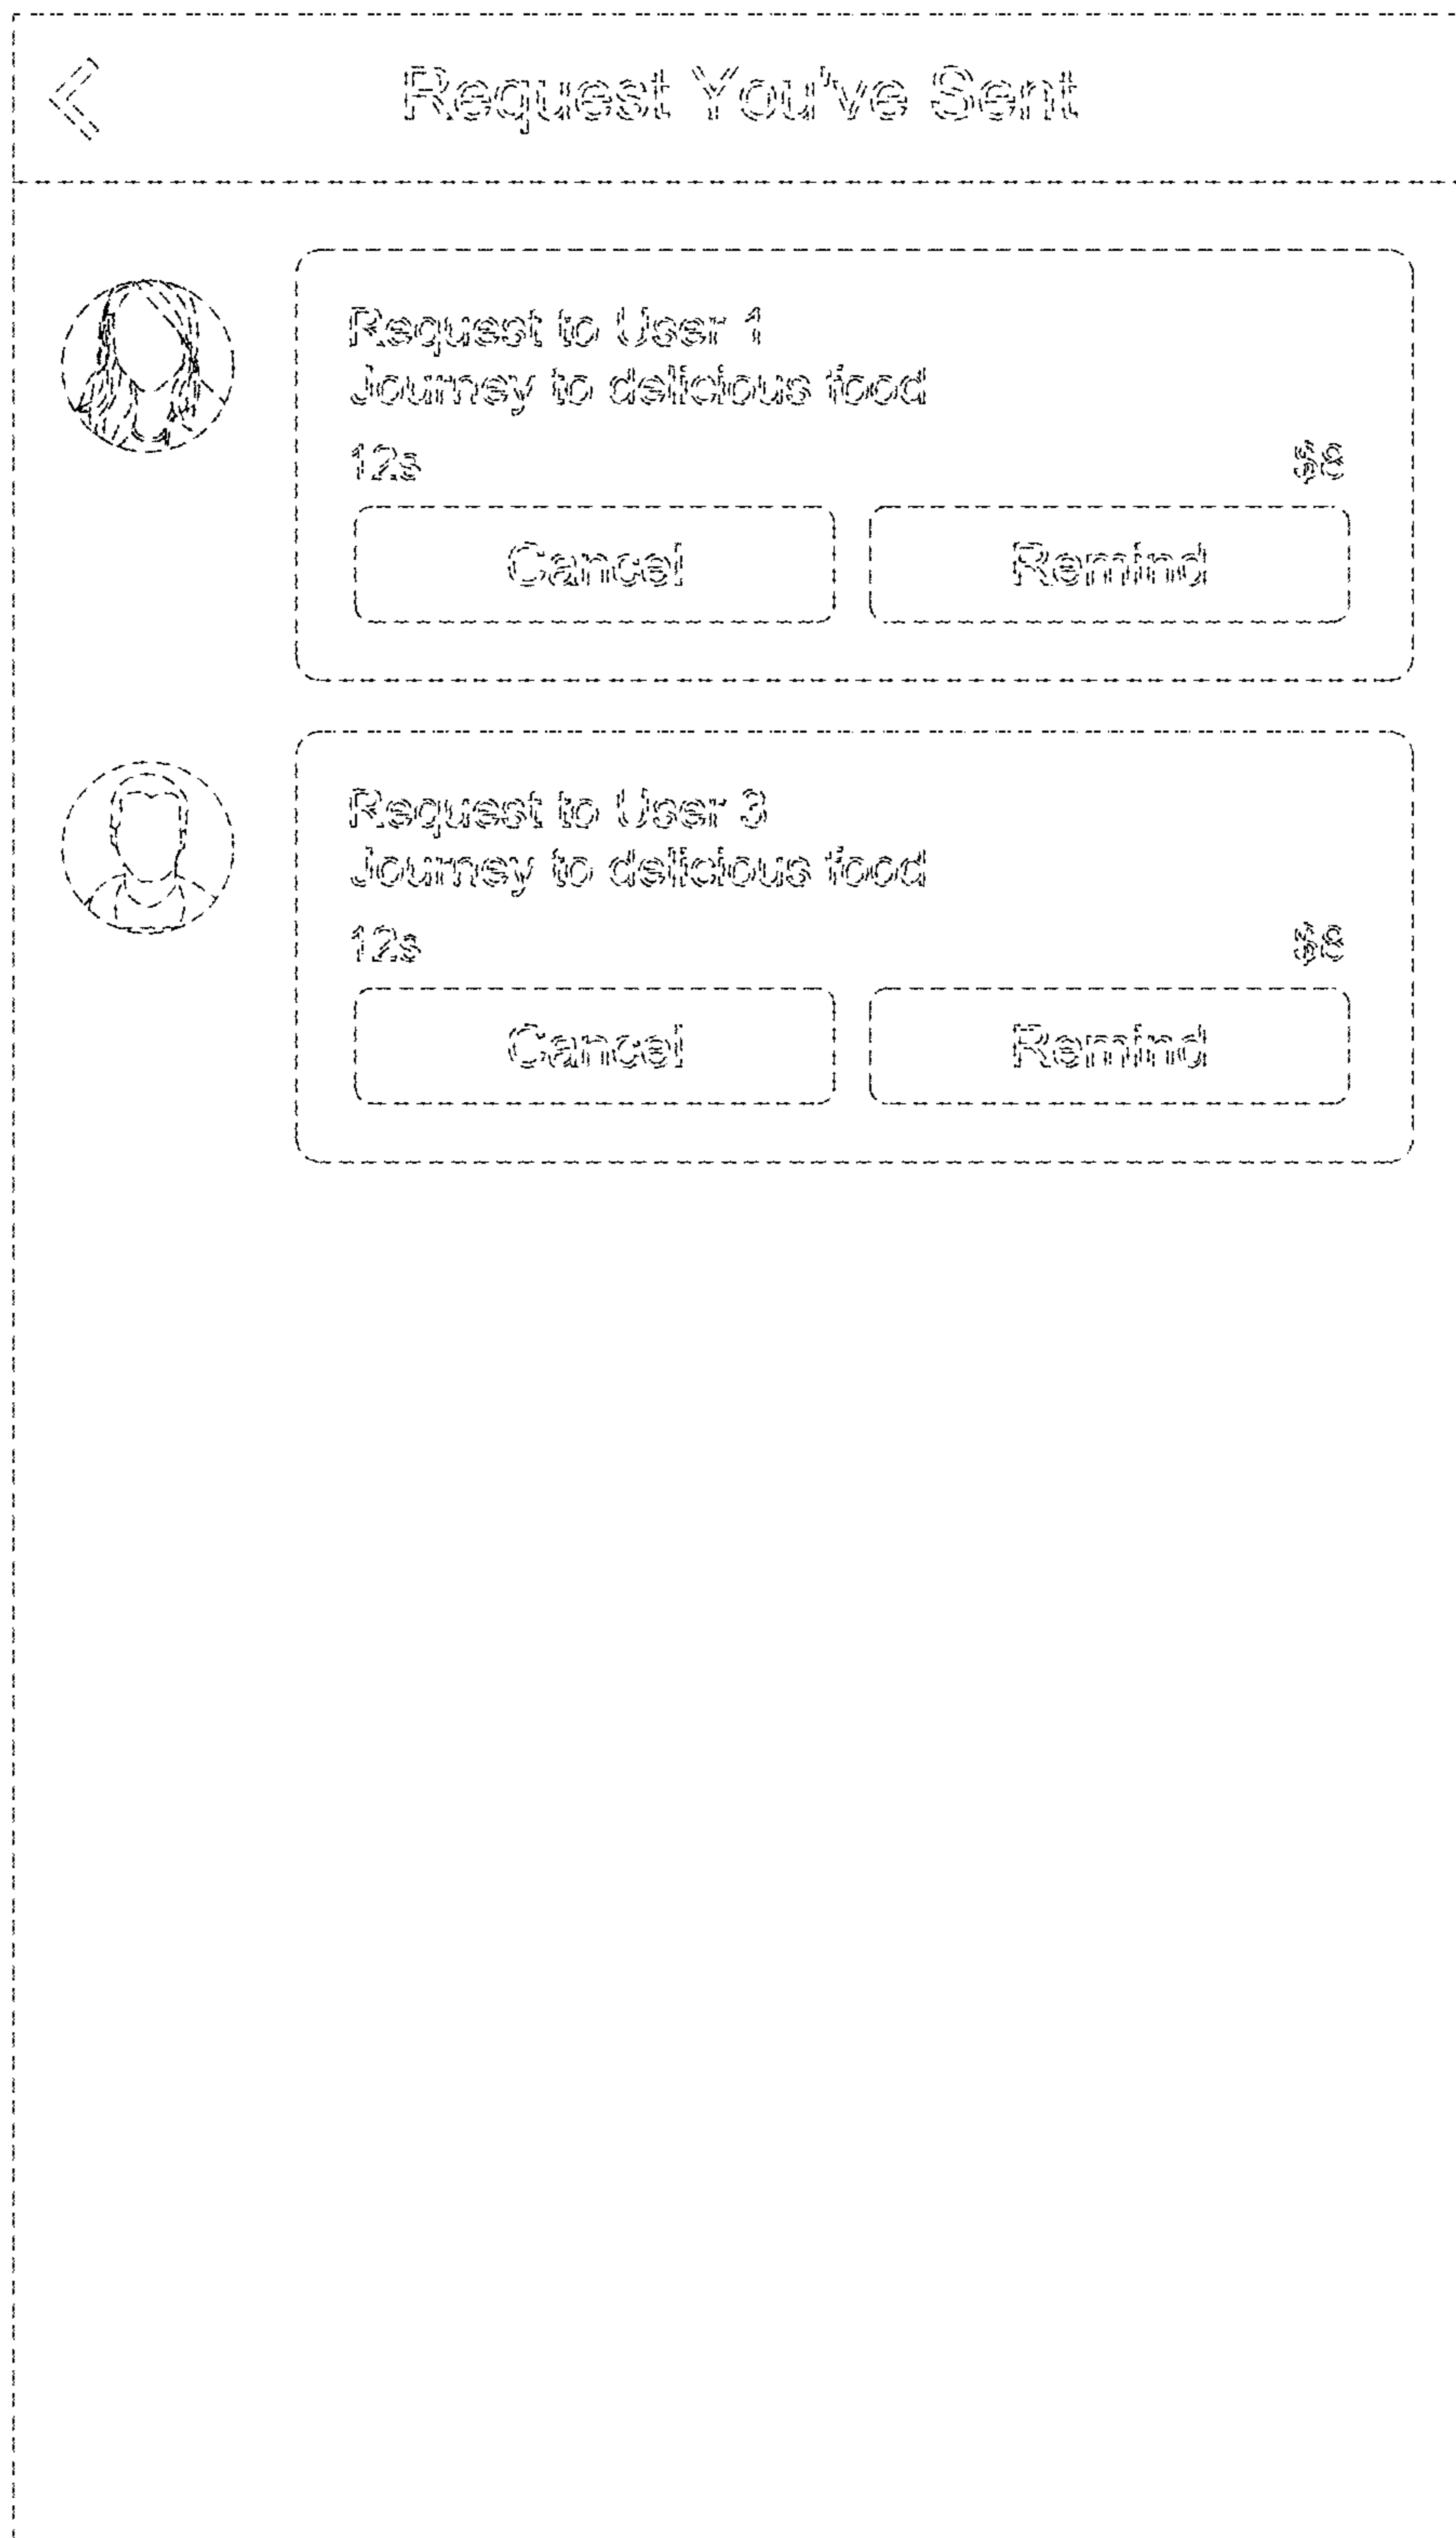 Request You've Sent
Request to User 1
Journey to delicious food
12s $8
Cancel Remind
Request to User 3
Journey to delicious food
12s $8
Cancel Remind